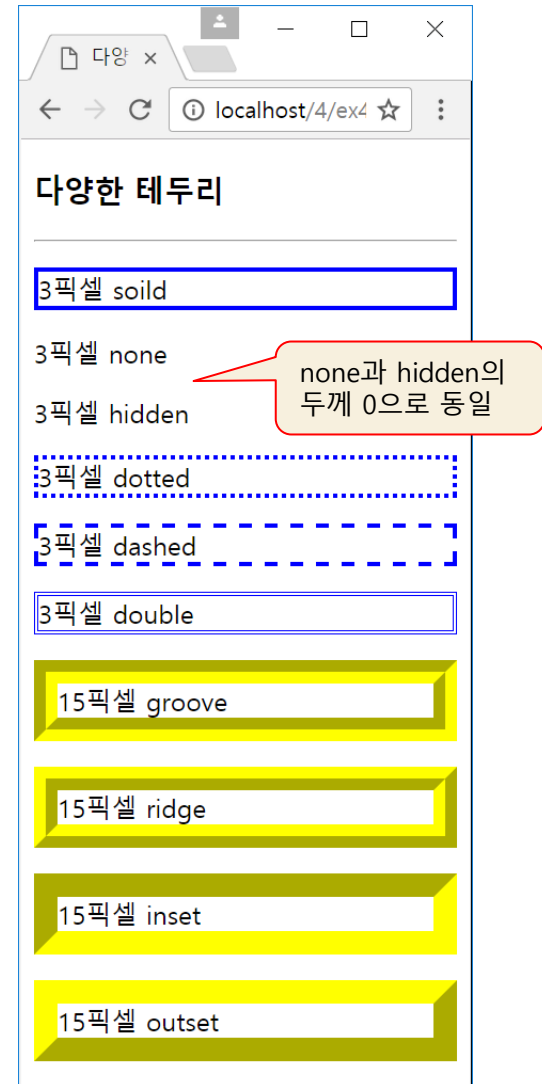 다양
localhost/4/ex4
다양한 테두리
3픽셀 soild
3픽셀 none
none과 hidden의
두께 0으로 동일
3픽셀 hidden
3픽셀 dotted
3픽셀 dashed
3픽셀 double
15픽셀 groove
15픽셀 ridge
15픽셀 inset
15픽셀 outset